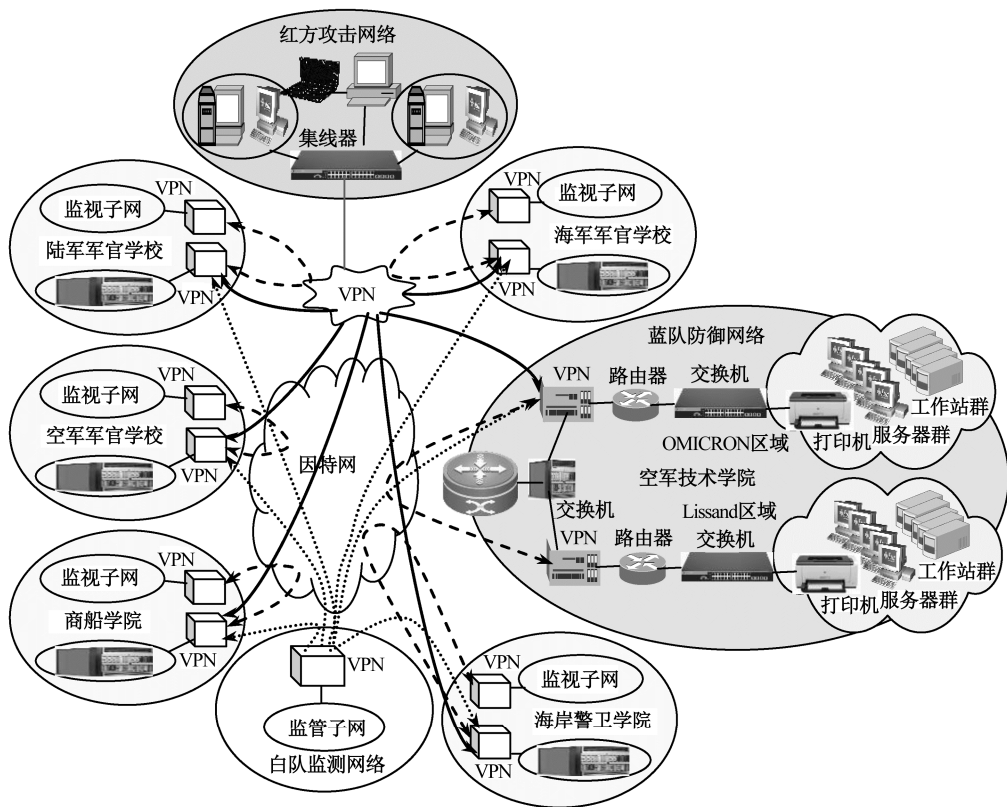 红方攻击网络
集线器
VPN
监视子网
陆军军官学校
VPN
VPN
监视子网
海军军官学校
VPN
VPN
蓝队防御网络
VPN
路由器
交换机
工作站群
服务器群
打印机
OMICRON区域
空军技术学院
交换机
Lissand区域
VPN
路由器
交换机
工作站群
服务器群
打印机
VPN
监视子网
空军军官学校
VPN
因特网
VPN
监视子网
商船学院
VPN
VPN
监管子网
白队监测网络
VPN
监视子网
海岸警卫学院
VPN